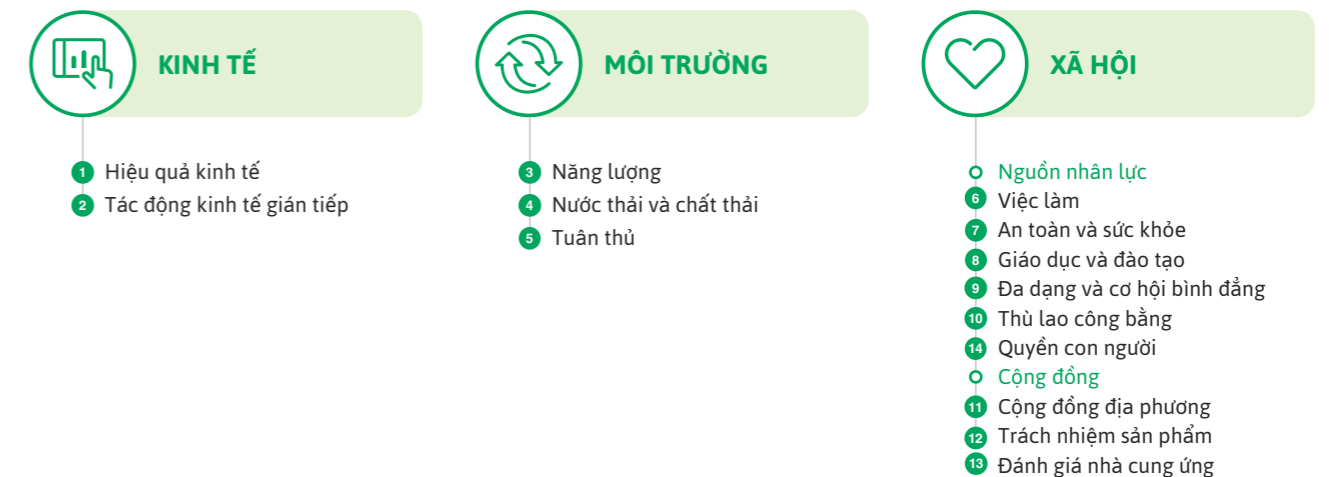 KINH TẾ
1 Hiệu quả kinh tế
2 Tác động kinh tế gián tiếp
MÔI TRƯỜNG
3 Năng lượng
4 Nước thải và chất thải
5 Tuân thủ
XÃ HỘI
Nguồn nhân lực
6 Việc làm
7 An toàn và sức khỏe
8 Giáo dục và đào tạo
9 Đa dạng và cơ hội bình đẳng
10 Thù lao công bằng
14 Quyền con người
Cộng đồng
11 Cộng đồng địa phương
12 Trách nhiệm sản phẩm
13 Đánh giá nhà cung ứng